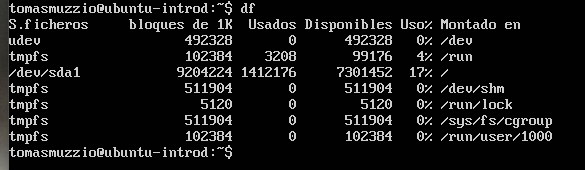 tomasmuzzio@ubuntu-introd:~$ df
S.ficheros bloques de 1K Usados Disponibles Uso% Montado en
udev 492328 0 492328 0% /dev
tmpfs 102384 3208 99176 4% /run
/dev/sda1 9204224 1412176 7301452 17% /
tmpfs 511904 0 511904 0% /dev/shm
tmpfs 5120 0 5120 0% /run/lock
tmpfs 511904 0 511904 0% /sys/fs/cgroup
tmpfs 102384 0 102384 0% /run/user/1000
tomasmuzzio@ubuntu-introd:~$